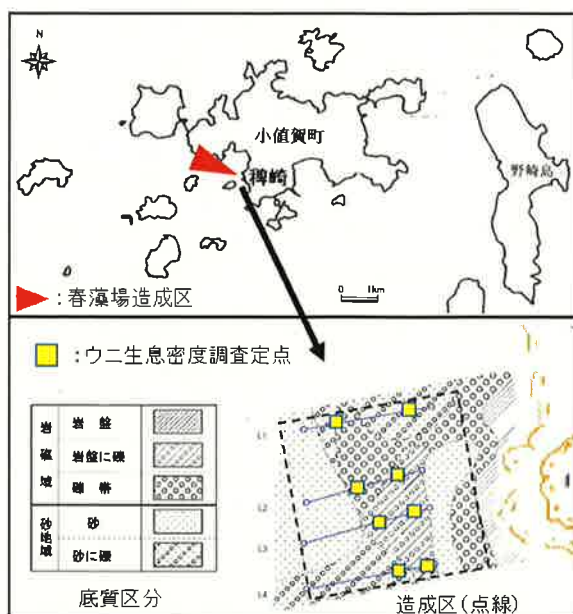 N
小値賀町
稗崎
野崎島
0 1km
:春藻場造成区
:ウニ生息密度調査定点
岩礁域
岩盤
岩盤に礫
礫帯
砂地域
砂
砂に礫
底質区分
L1
L2
L3
L4
造成区(点線)